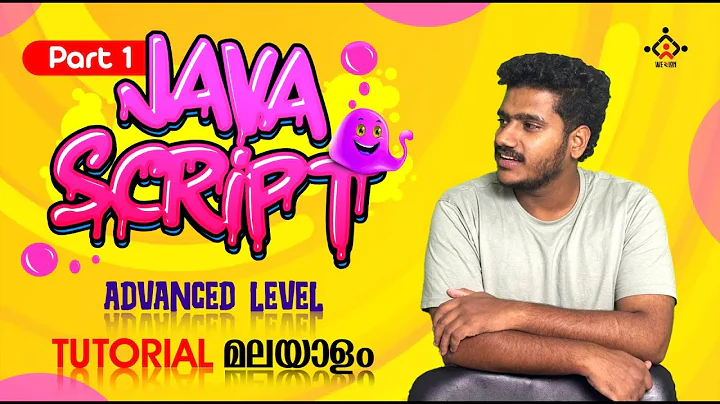 Part 1
JAVA
SCRiPT
ADVANCED LEVEL
TUTORIAL മലയാളം